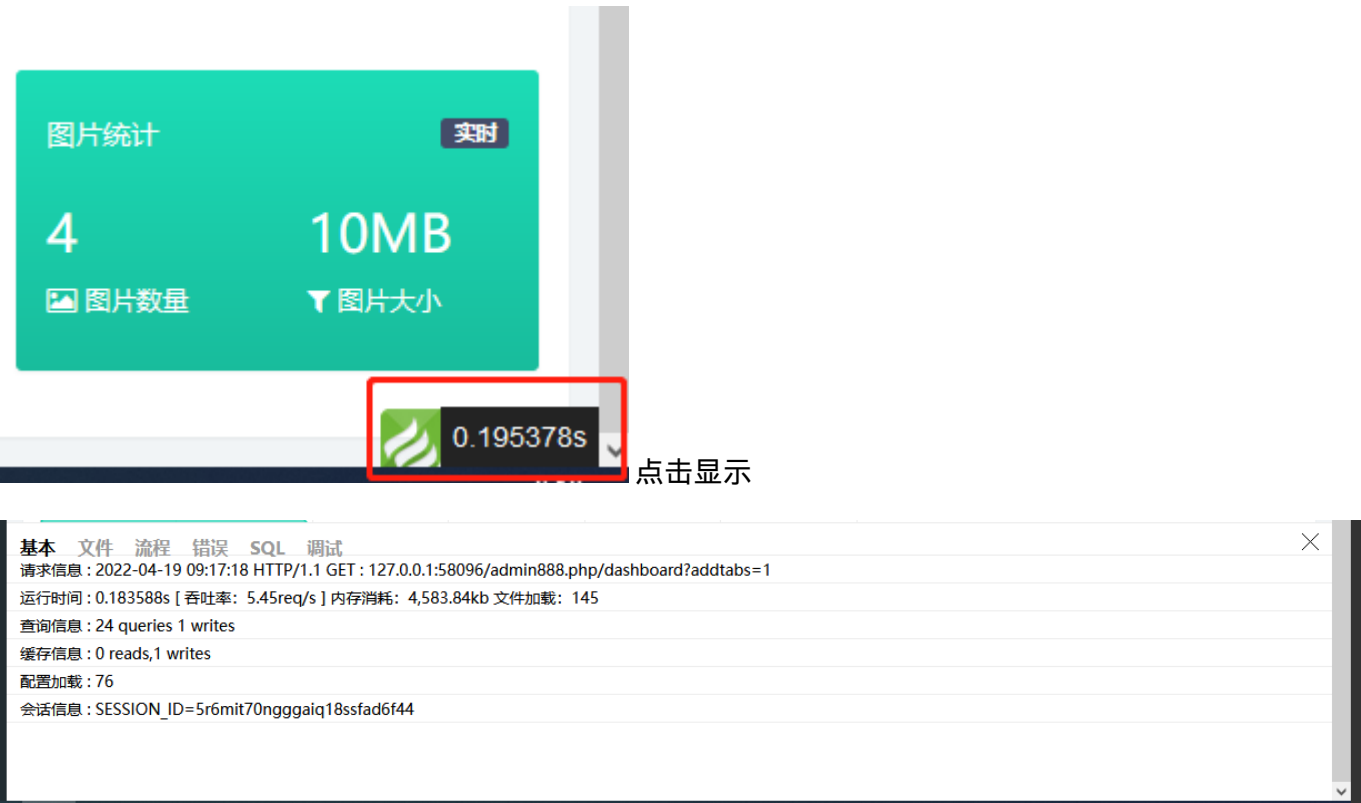 图片统计 实时
4 10MB
图片数量 图片大小
0.195378s
点击显示
基本 文件 流程 错误 SQL 调试
请求信息 : 2022-04-19 09:17:18 HTTP/1.1 GET : 127.0.0.1:58096/admin888.php/dashboard?addtabs=1
运行时间 : 0.183588s [ 吞吐率：5.45req/s ] 内存消耗：4,583.84kb 文件加载：145
查询信息 : 24 queries 1 writes
缓存信息 : 0 reads,1 writes
配置加载 : 76
会话信息 : SESSION_ID=5r6mit70ngggaiq18ssfad6f44